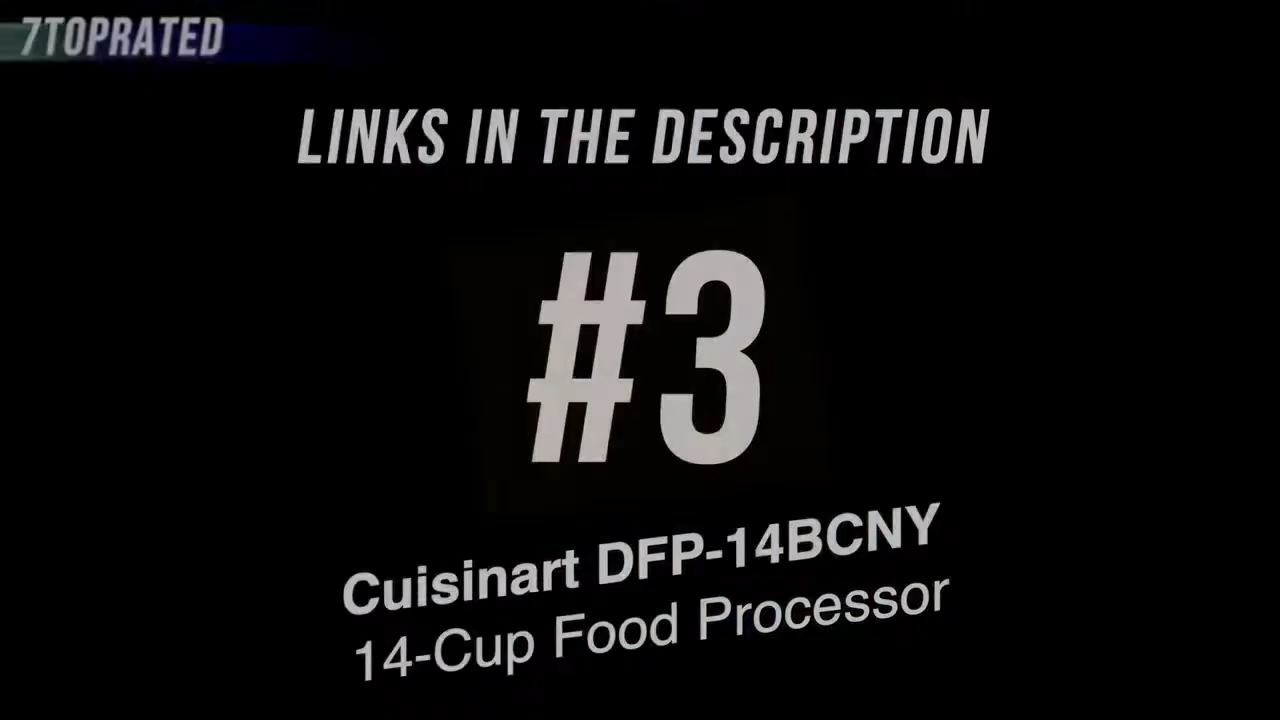 7TOPRATED
LINKS IN THE DESCRIPTION
#3
Cuisinart DFP-14BCNY
14-Cup Food Processor